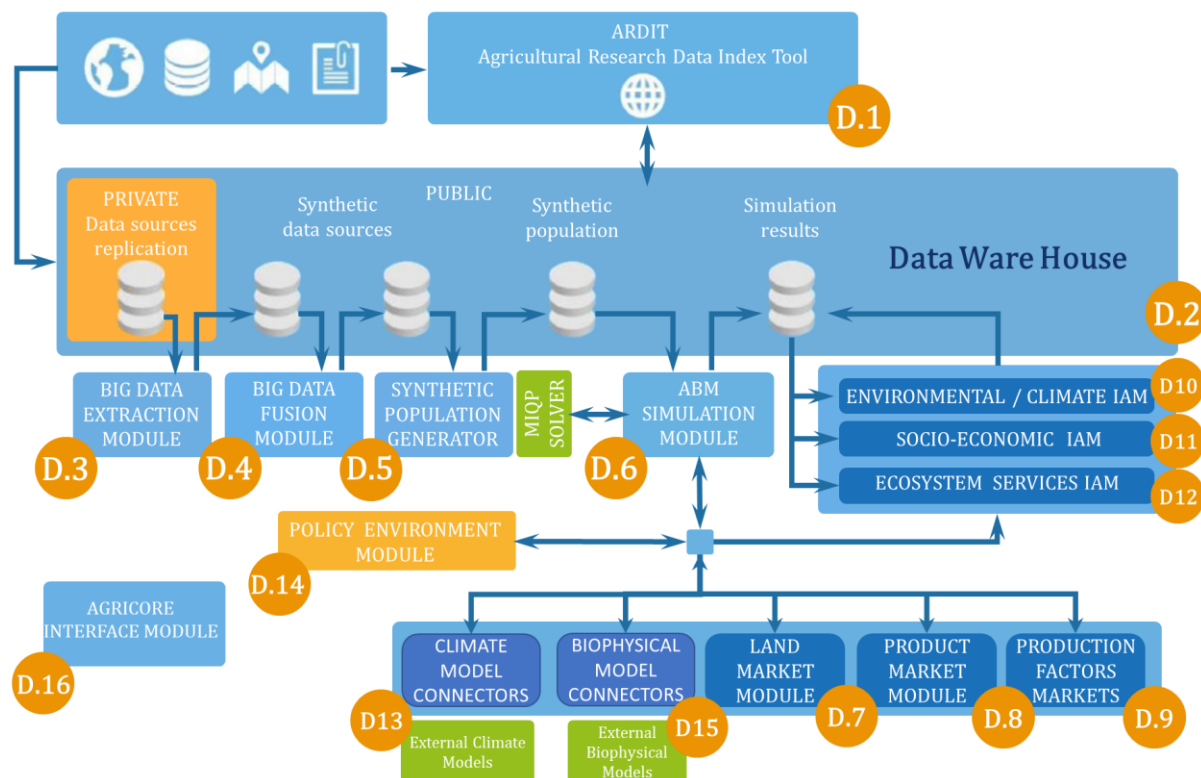 ARDIT
Agricultural Research Data Index Tool
D.1
PRIVATE
Data sources
replication
Synthetic
data sources
PUBLIC
Synthetic
population
Simulation
results
Data Ware House
D.2
BIG DATA
EXTRACTION
MODULE
D.3
BIG DATA
FUSION
MODULE
D.4
SYNTHETIC
POPULATION
GENERATOR
D.5
MIQP
SOLVER
ABM
SIMULATION
MODULE
D.6
ENVIRONMENTAL / CLIMATE IAM
D10
SOCIO-ECONOMIC IAM
D11
ECOSYSTEM SERVICES IAM
D12
POLICY ENVIRONMENT
MODULE
D.14
AGRICORE
INTERFACE MODULE
D.16
CLIMATE
MODEL
CONNECTORS
D13
BIOPHYSICAL
MODEL
CONNECTORS
D15
LAND
MARKET
MODULE
D.7
PRODUCT
MARKET
MODULE
D.8
PRODUCTION
FACTORS
MARKETS
D.9
External Climate
Models
External
Biophysical
Models